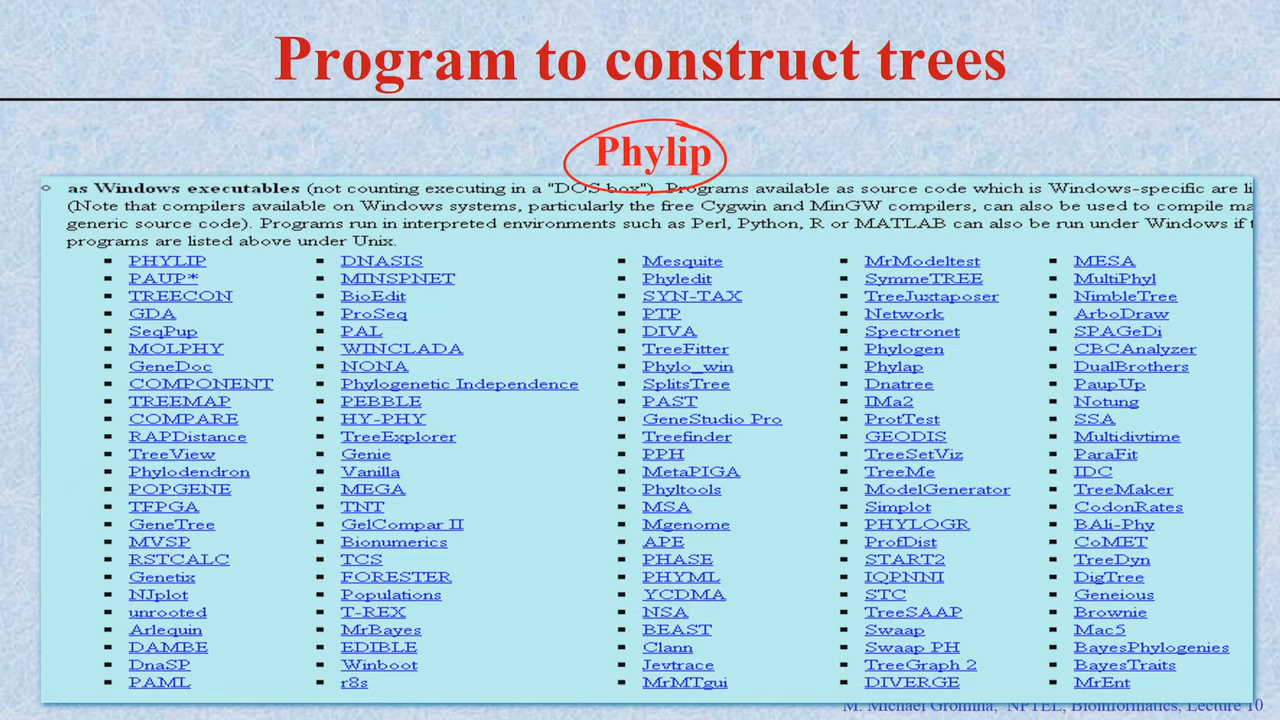 Program to construct trees
Phylip
as Windows executables (not counting executing in a "DOS box"). Programs available as source code which is Windows-specific are li
(Note that compilers available on Windows systems, particularly the free Cygwin and MinGW compilers, can also be used to compile ma
generic source code). Programs run in interpreted environments such as Perl, Python, R or MATLAB can also be run under Windows if t
programs are listed above under Unix.
PHYLIP
PAUP*
TREECON
GDA
SeqPup
MOLPHY
GeneDoc
COMPONENT
TREEMAP
COMPARE
RAPDistance
TreeView
Phylodendron
POPGENE
TFPGA
GeneTree
MVSP
RSTCALC
Genetix
NJplot
unrooted
Arlequin
DAMBE
DnaSP
PAML
DNASIS
MINSPNET
BioEdit
ProSeq
PAL
WINCLADA
NONA
Phylogenetic Independence
PEBBLE
HY-PHY
TreeExplorer
Genie
Vanilla
MEGA
TNT
GelCompar II
Bionumerics
TCS
FORESTER
Populations
T-REX
MrBayes
EDIBLE
Winboot
r8s
Mesquite
Phyledit
SYN-TAX
PTP
DIVA
TreeFitter
Phylo_win
SplitsTree
PAST
GeneStudio Pro
Treefinder
PPH
MetaPIGA
Phyltools
MSA
Mgenome
APE
PHASE
PHYML
YCDMA
NSA
BEAST
Clann
Jevtrace
MrMTgui
MrModeltest
SymmeTREE
TreeJuxtaposer
Network
Spectronet
Phylogen
Phylap
Dnatree
IMa2
ProtTest
GEODIS
TreeSetViz
TreeMe
ModelGenerator
Simplot
PHYLOGR
ProfDist
START2
IQPNNI
STC
TreeSAAP
Swaap
Swaap PH
TreeGraph 2
DIVERGE
MESA
MultiPhyl
NimbleTree
ArboDraw
SPAGeDi
CBCAnalyzer
DualBrothers
PaupUp
Notung
SSA
Multidivtime
ParaFit
IDC
TreeMaker
CodonRates
BAli-Phy
CoMET
TreeDyn
DigTree
Geneious
Brownie
Mac5
BayesPhylogenies
BayesTraits
MrEnt
M. Michael Gromiha, NPTEL, Bioinformatics, Lecture 10